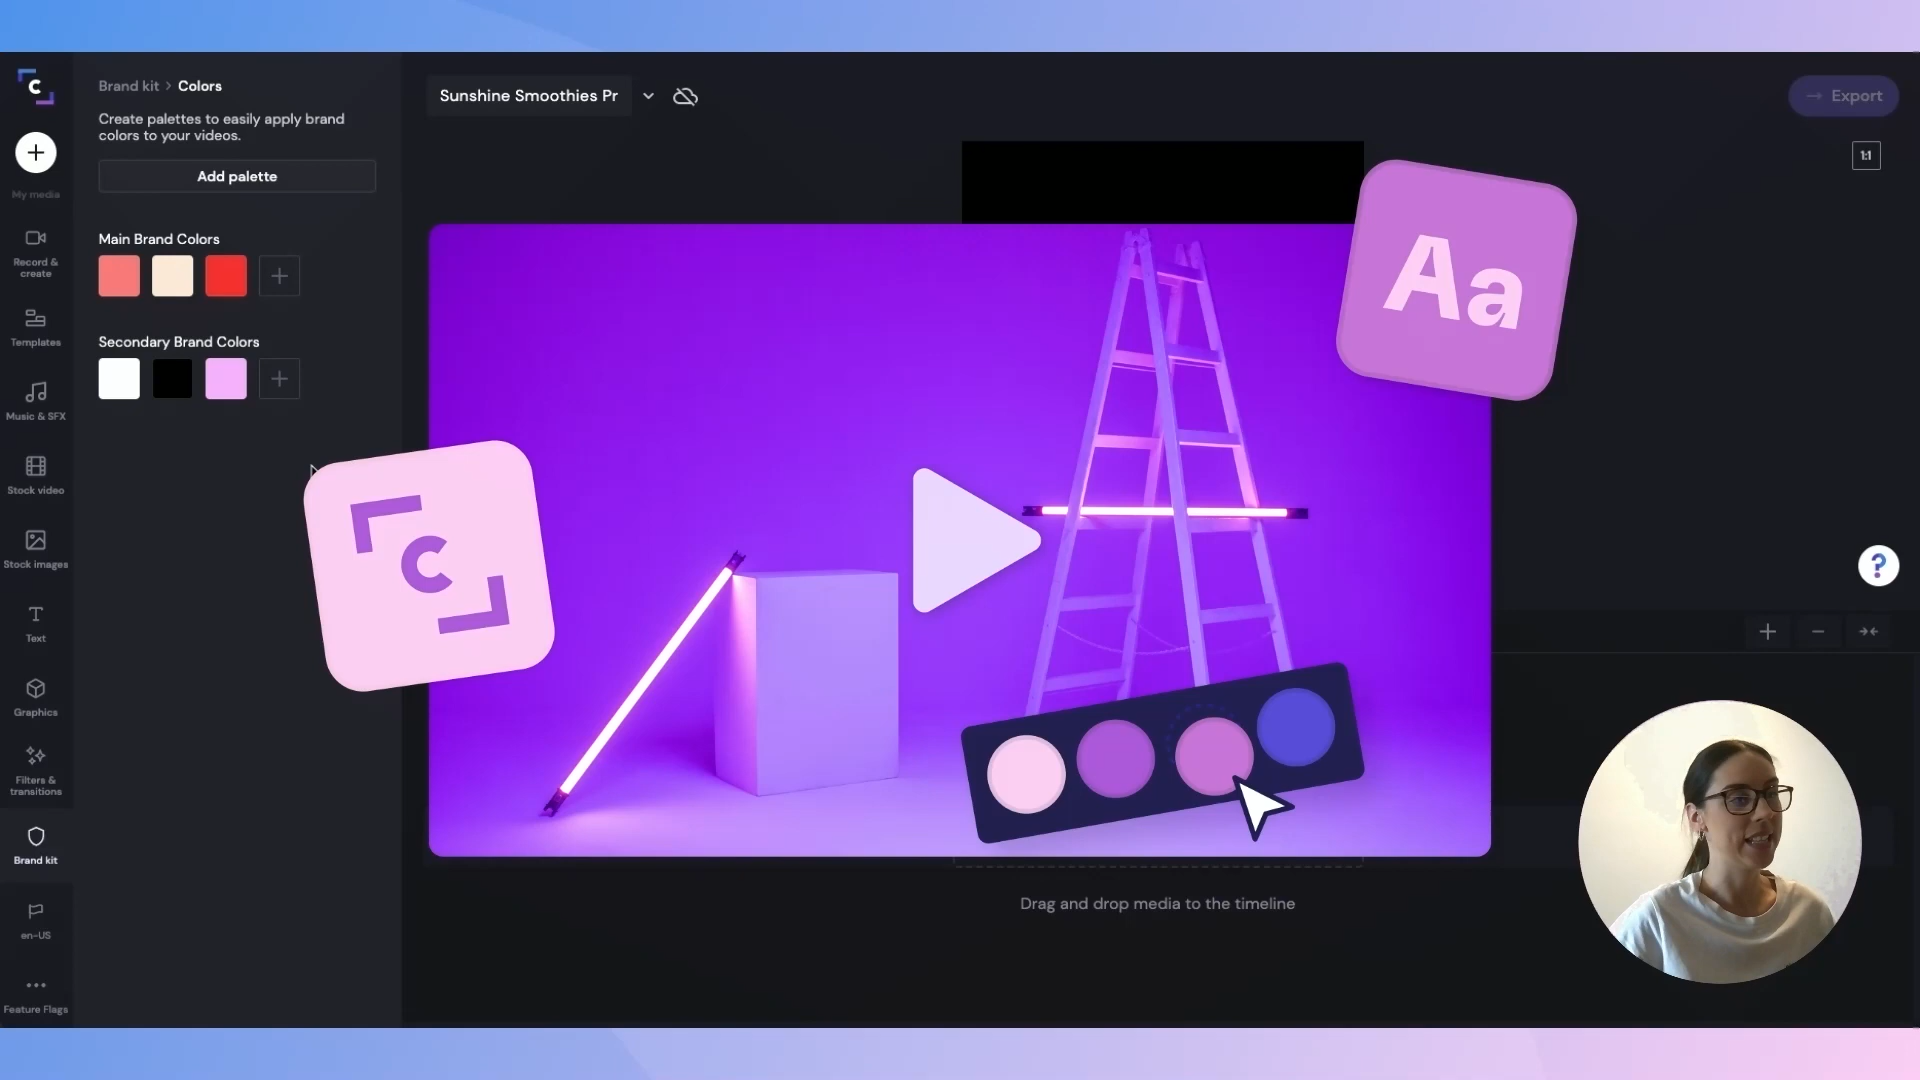 C
Brand kit > Colors
Create palettes to easily apply brand
colors to your videos.
Add palette
Main Brand Colors
Secondary Brand Colors
My media
Record &
create
Templates
Music & SFX
Stock video
Stock images
Text
Graphics
Filters &
transitions
Brand kit
en-US
Feature Flags
Sunshine Smoothies Pr
Export
1:1
Aa
C
?
Drag and drop media to the timeline